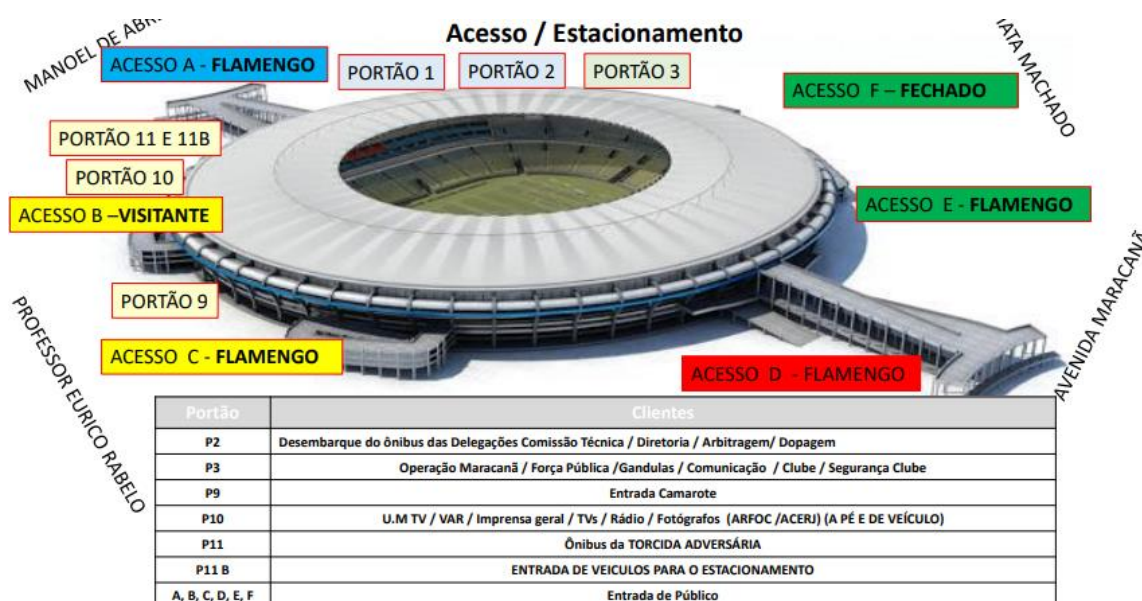 Acesso / Estacionamento
MANOEL DE
ACESSO A - FLAMENGO
PORTÃO 1
PORTÃO 2
PORTÃO 3
ACESSO F – FECHADO
MACHADO
PORTÃO 11 E 11B
PORTÃO 10
ACESSO B –VISITANTE
ACESSO E - FLAMENGO
PORTÃO 9
ACESSO C - FLAMENGO
ACESSO D - FLAMENGO
PROFESSOR EURICO RABELO
AVENIDA MARACANÃ
Portão Clientes
P2 Desembarque do ônibus das Delegações Comissão Técnica / Diretoria / Arbitragem/ Dopagem
P3 Operação Maracanã / Força Pública /Gandulas / Comunicação / Clube / Segurança Clube
P9 Entrada Camarote
P10 U.M TV / VAR / Imprensa geral / TVs / Rádio / Fotógrafos (ARFOC /ACERJ) (A PÉ E DE VEÍCULO)
P11 Ônibus da TORCIDA ADVERSÁRIA
P11 B ENTRADA DE VEICULOS PARA O ESTACIONAMENTO
A, B, C, D, E, F Entrada de Público